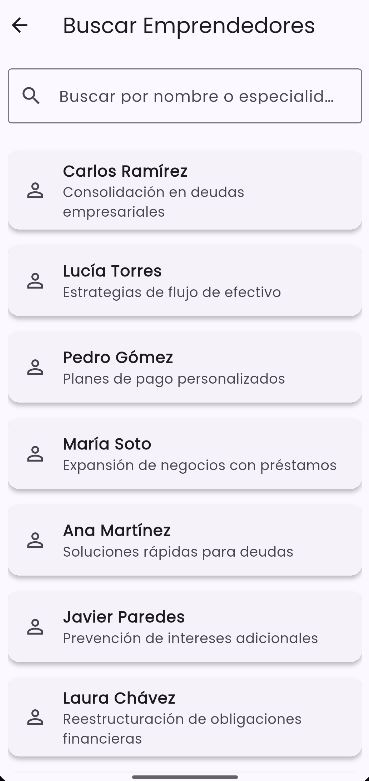 Buscar Emprendedores
Buscar por nombre o especialid...
Carlos Ramírez
Consolidación en deudas
empresariales
Lucía Torres
Estrategias de flujo de efectivo
Pedro Gómez
Planes de pago personalizados
María Soto
Expansión de negocios con préstamos
Ana Martínez
Soluciones rápidas para deudas
Javier Paredes
Prevención de intereses adicionales
Laura Chávez
Reestructuración de obligaciones
financieras